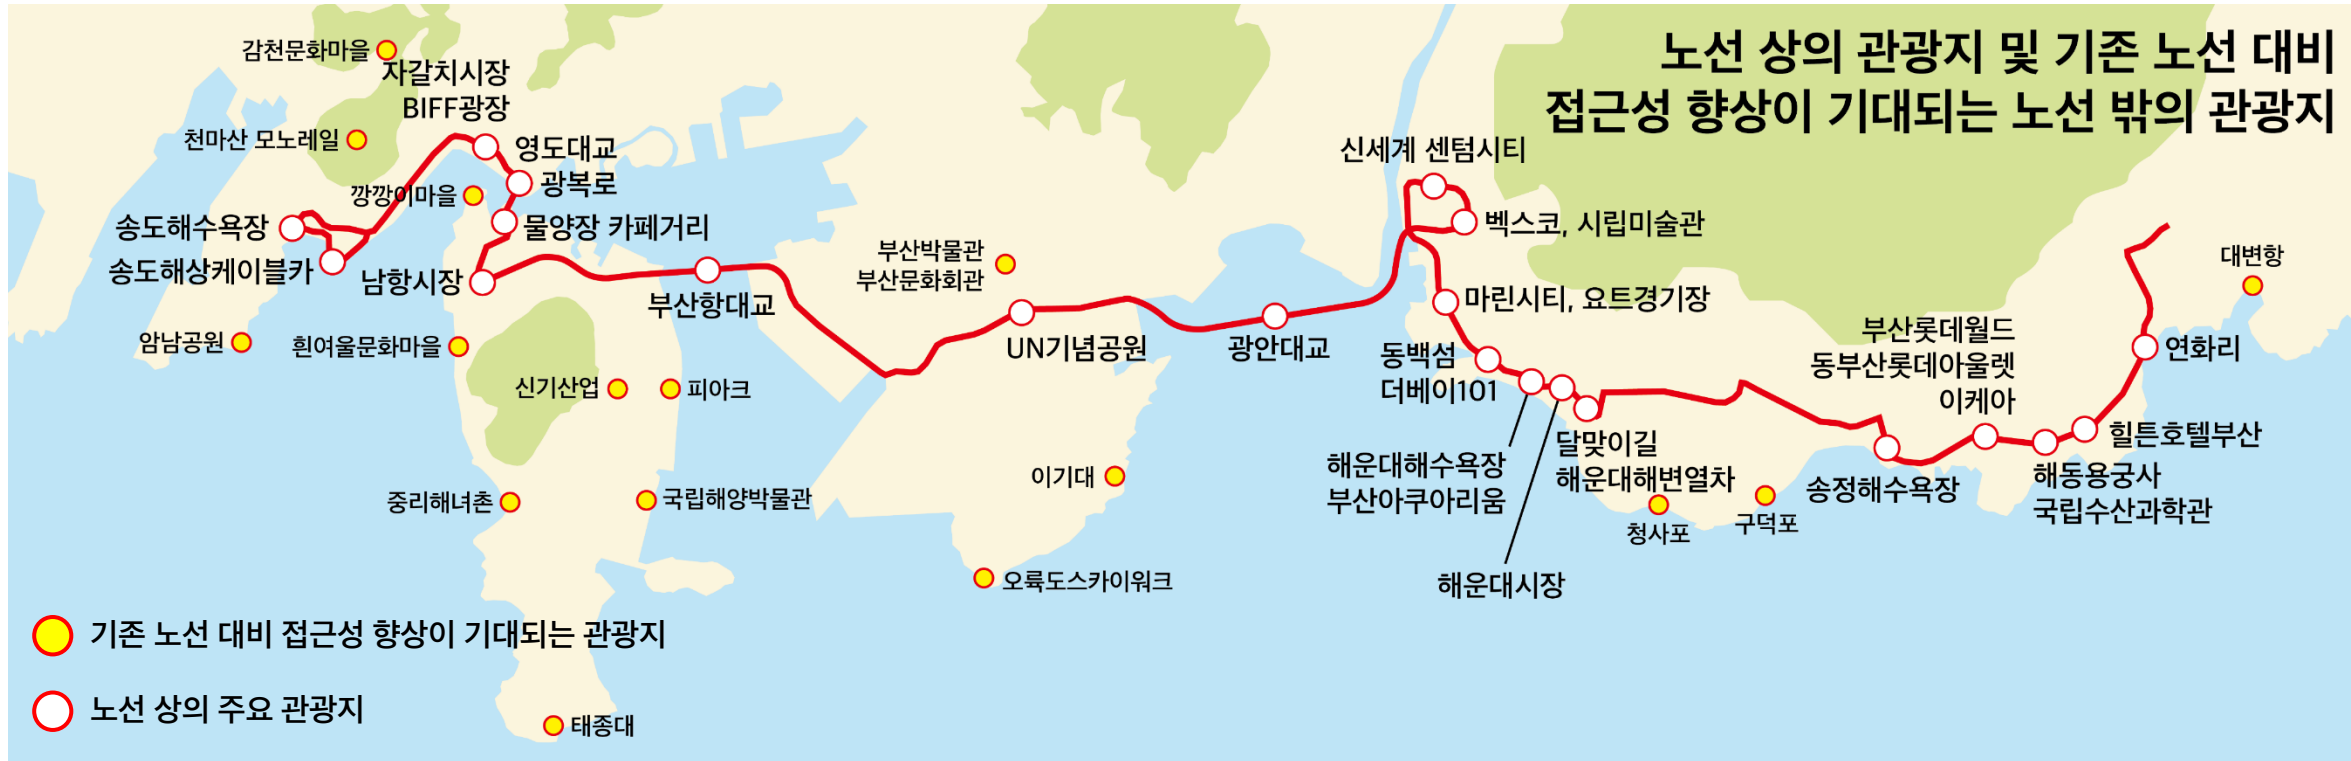 노선 상의 관광지 및 기존 노선 대비
접근성 향상이 기대되는 노선 밖의 관광지
감천문화마을
자갈치시장
BIFF광장
천마산 모노레일
영도대교
광복로
깡깡이마을
물양장 카페거리
송도해수욕장
송도해상케이블카
남항시장
부산항대교
암남공원
흰여울문화마을
신기산업
피아크
중리해녀촌
국립해양박물관
태종대
부산박물관
부산문화회관
UN기념공원
이기대
오륙도스카이워크
광안대교
신세계 센텀시티
벡스코, 시립미술관
마린시티, 요트경기장
동백섬
더베이101
해운대해수욕장
부산아쿠아리움
해운대시장
달맞이길
해운대해변열차
청사포
구덕포
송정해수욕장
부산롯데월드
동부산롯데아울렛
이케아
해동용궁사
국립수산과학관
힐튼호텔부산
연화리
대변항
기존 노선 대비 접근성 향상이 기대되는 관광지
노선 상의 주요 관광지